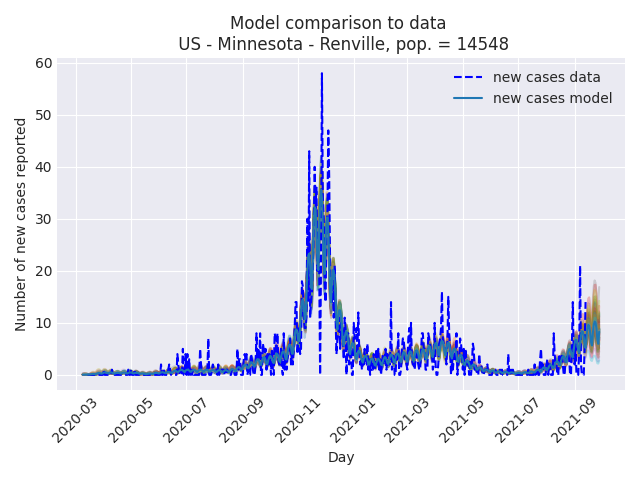 Model comparison to data
US - Minnesota - Renville, pop. = 14548
new cases data
new cases model
Number of new cases reported
60
50
40
30
20
10
0
2020-03
2020-05
2020-07
2020-09
2020-11
2021-01
2021-03
2021-05
2021-07
2021-09
Day